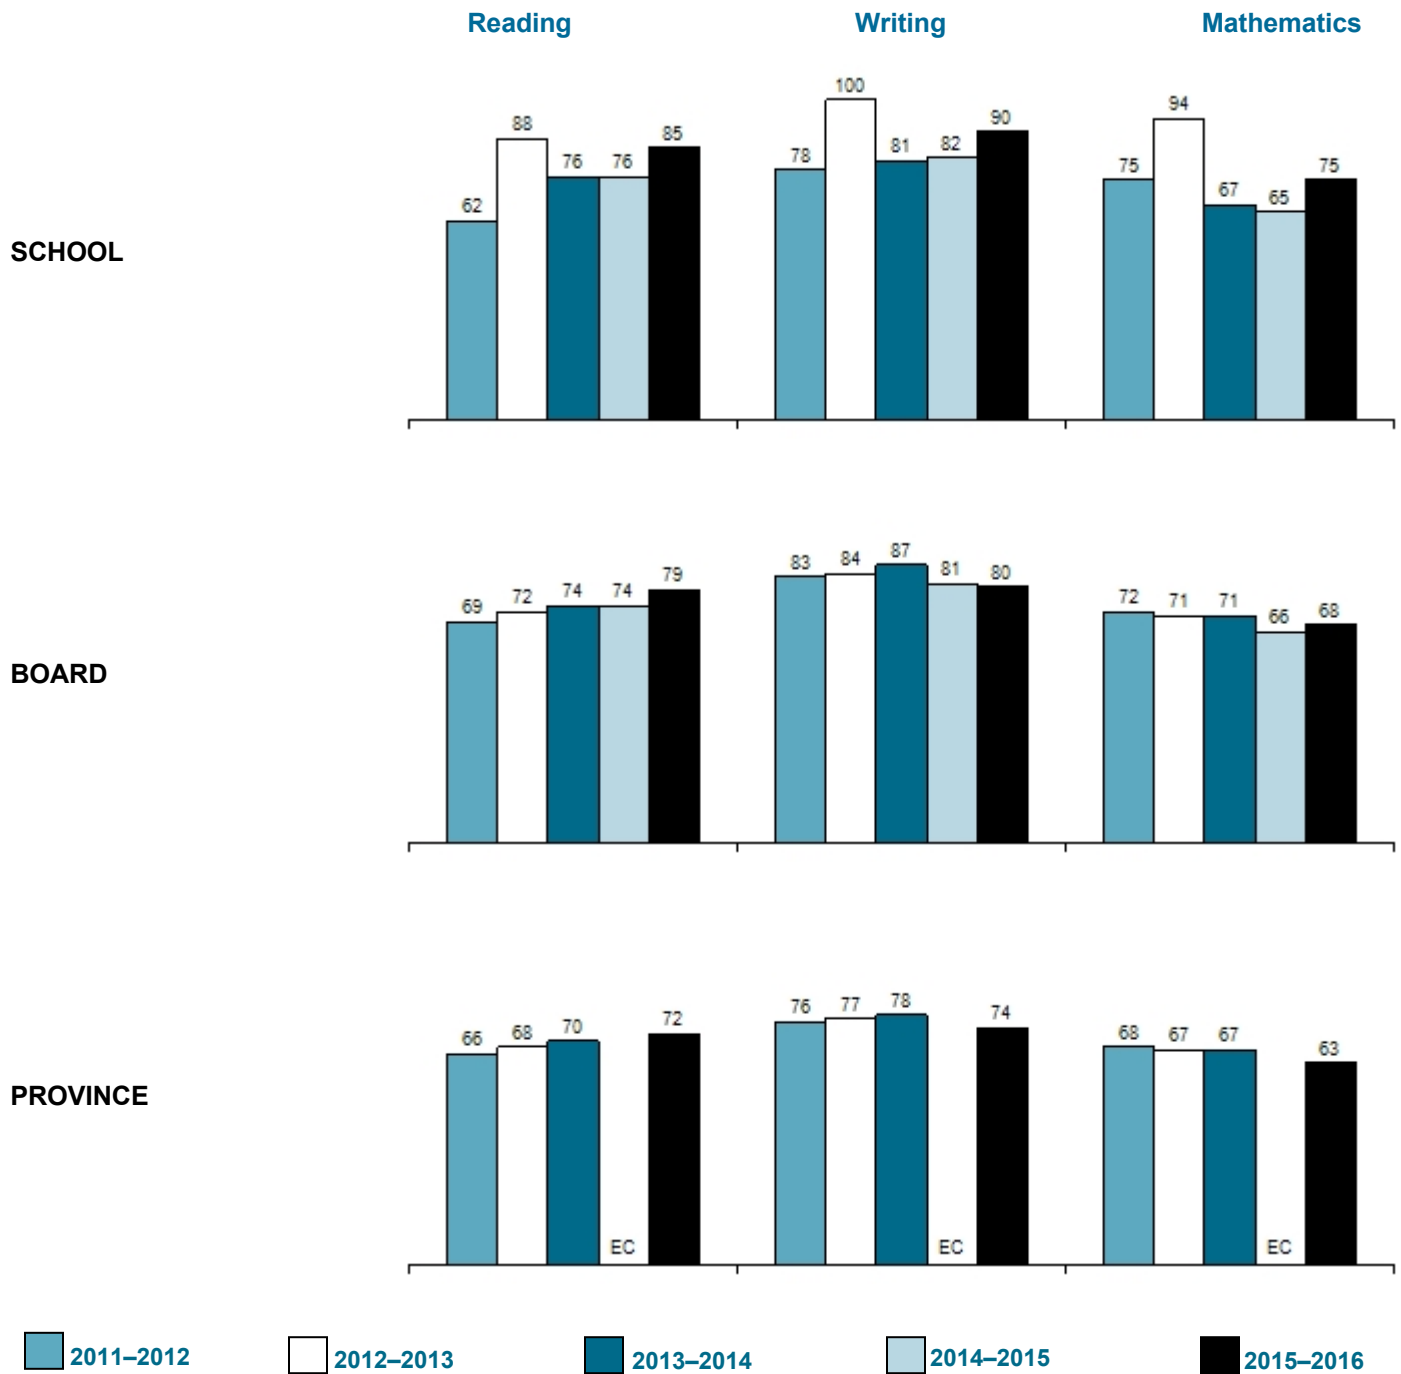 Reading Writing Mathematics
SCHOOL
62 88 76 76 85
78 100 81 82 90
75 94 67 65 75
BOARD
69 72 74 74 79
83 84 87 81 80
72 71 71 66 68
PROVINCE
66 68 70 EC 72
76 77 78 EC 74
68 67 67 EC 63
2011–2012 2012–2013 2013–2014 2014–2015 2015–2016